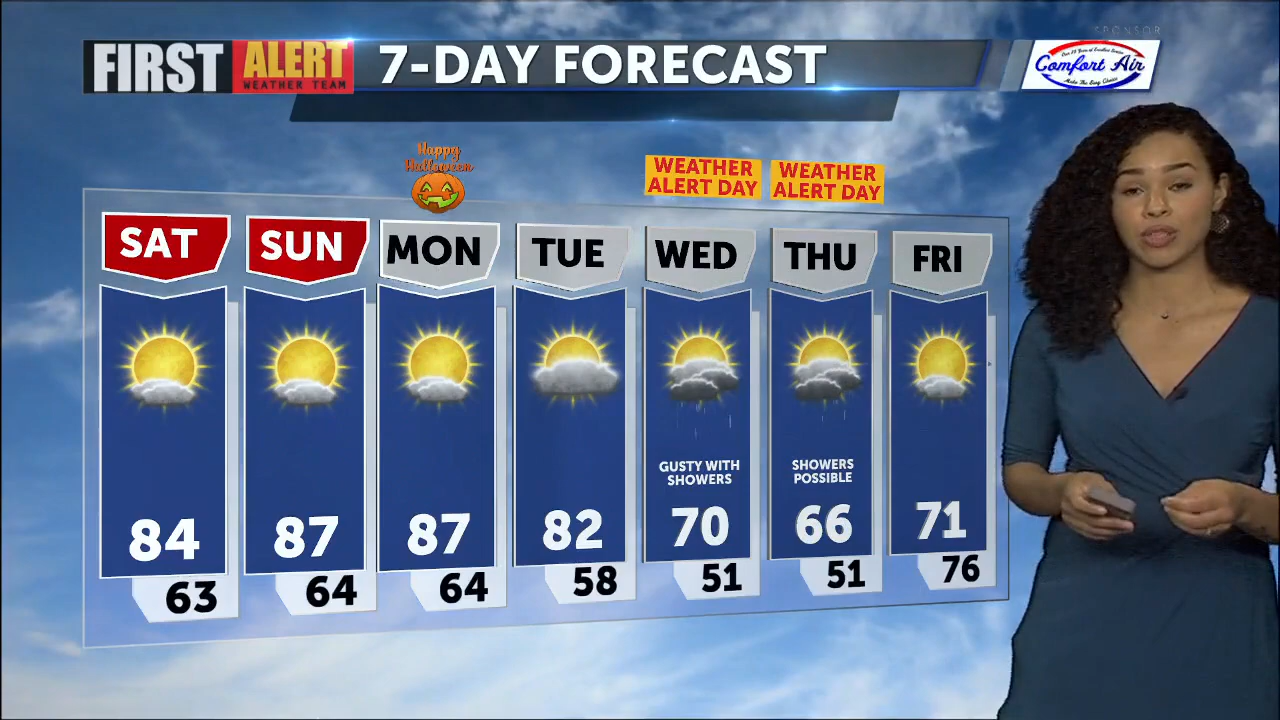 FIRST
ALERT
WEATHER TEAM
7-DAY FORECAST
SPONSOR
Comfort Air
Happy
Halloween
WEATHER
ALERT DAY
WEATHER
ALERT DAY
SAT
SUN
MON
TUE
WED
THU
FRI
GUSTY WITH
SHOWERS
SHOWERS
POSSIBLE
84
87
87
82
70
66
71
63
64
64
58
51
51
76